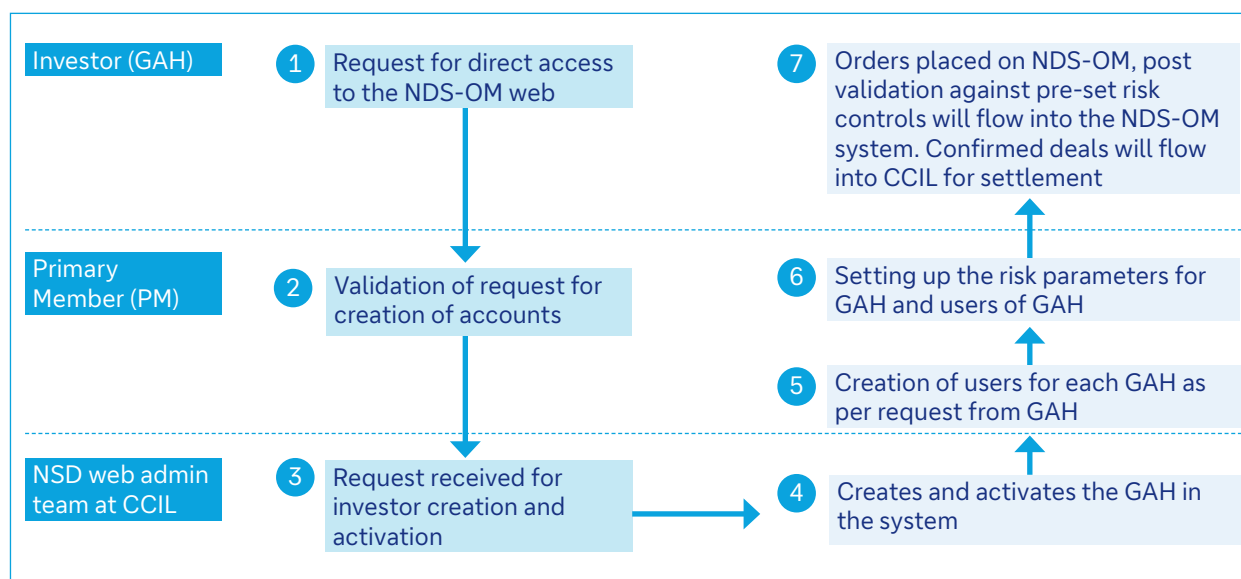 Investor (GAH)
1
Request for direct access
to the NDS-OM web
7
Orders placed on NDS-OM, post
validation against pre-set risk
controls will flow into the NDS-OM
system. Confirmed deals will flow
into CCIL for settlement
Primary
Member (PM)
2
Validation of request for
creation of accounts
6
Setting up the risk parameters for
GAH and users of GAH
5
Creation of users for each GAH as
per request from GAH
NSD web admin
team at CCIL
3
Request received for
investor creation and
activation
4
Creates and activates the GAH in
the system